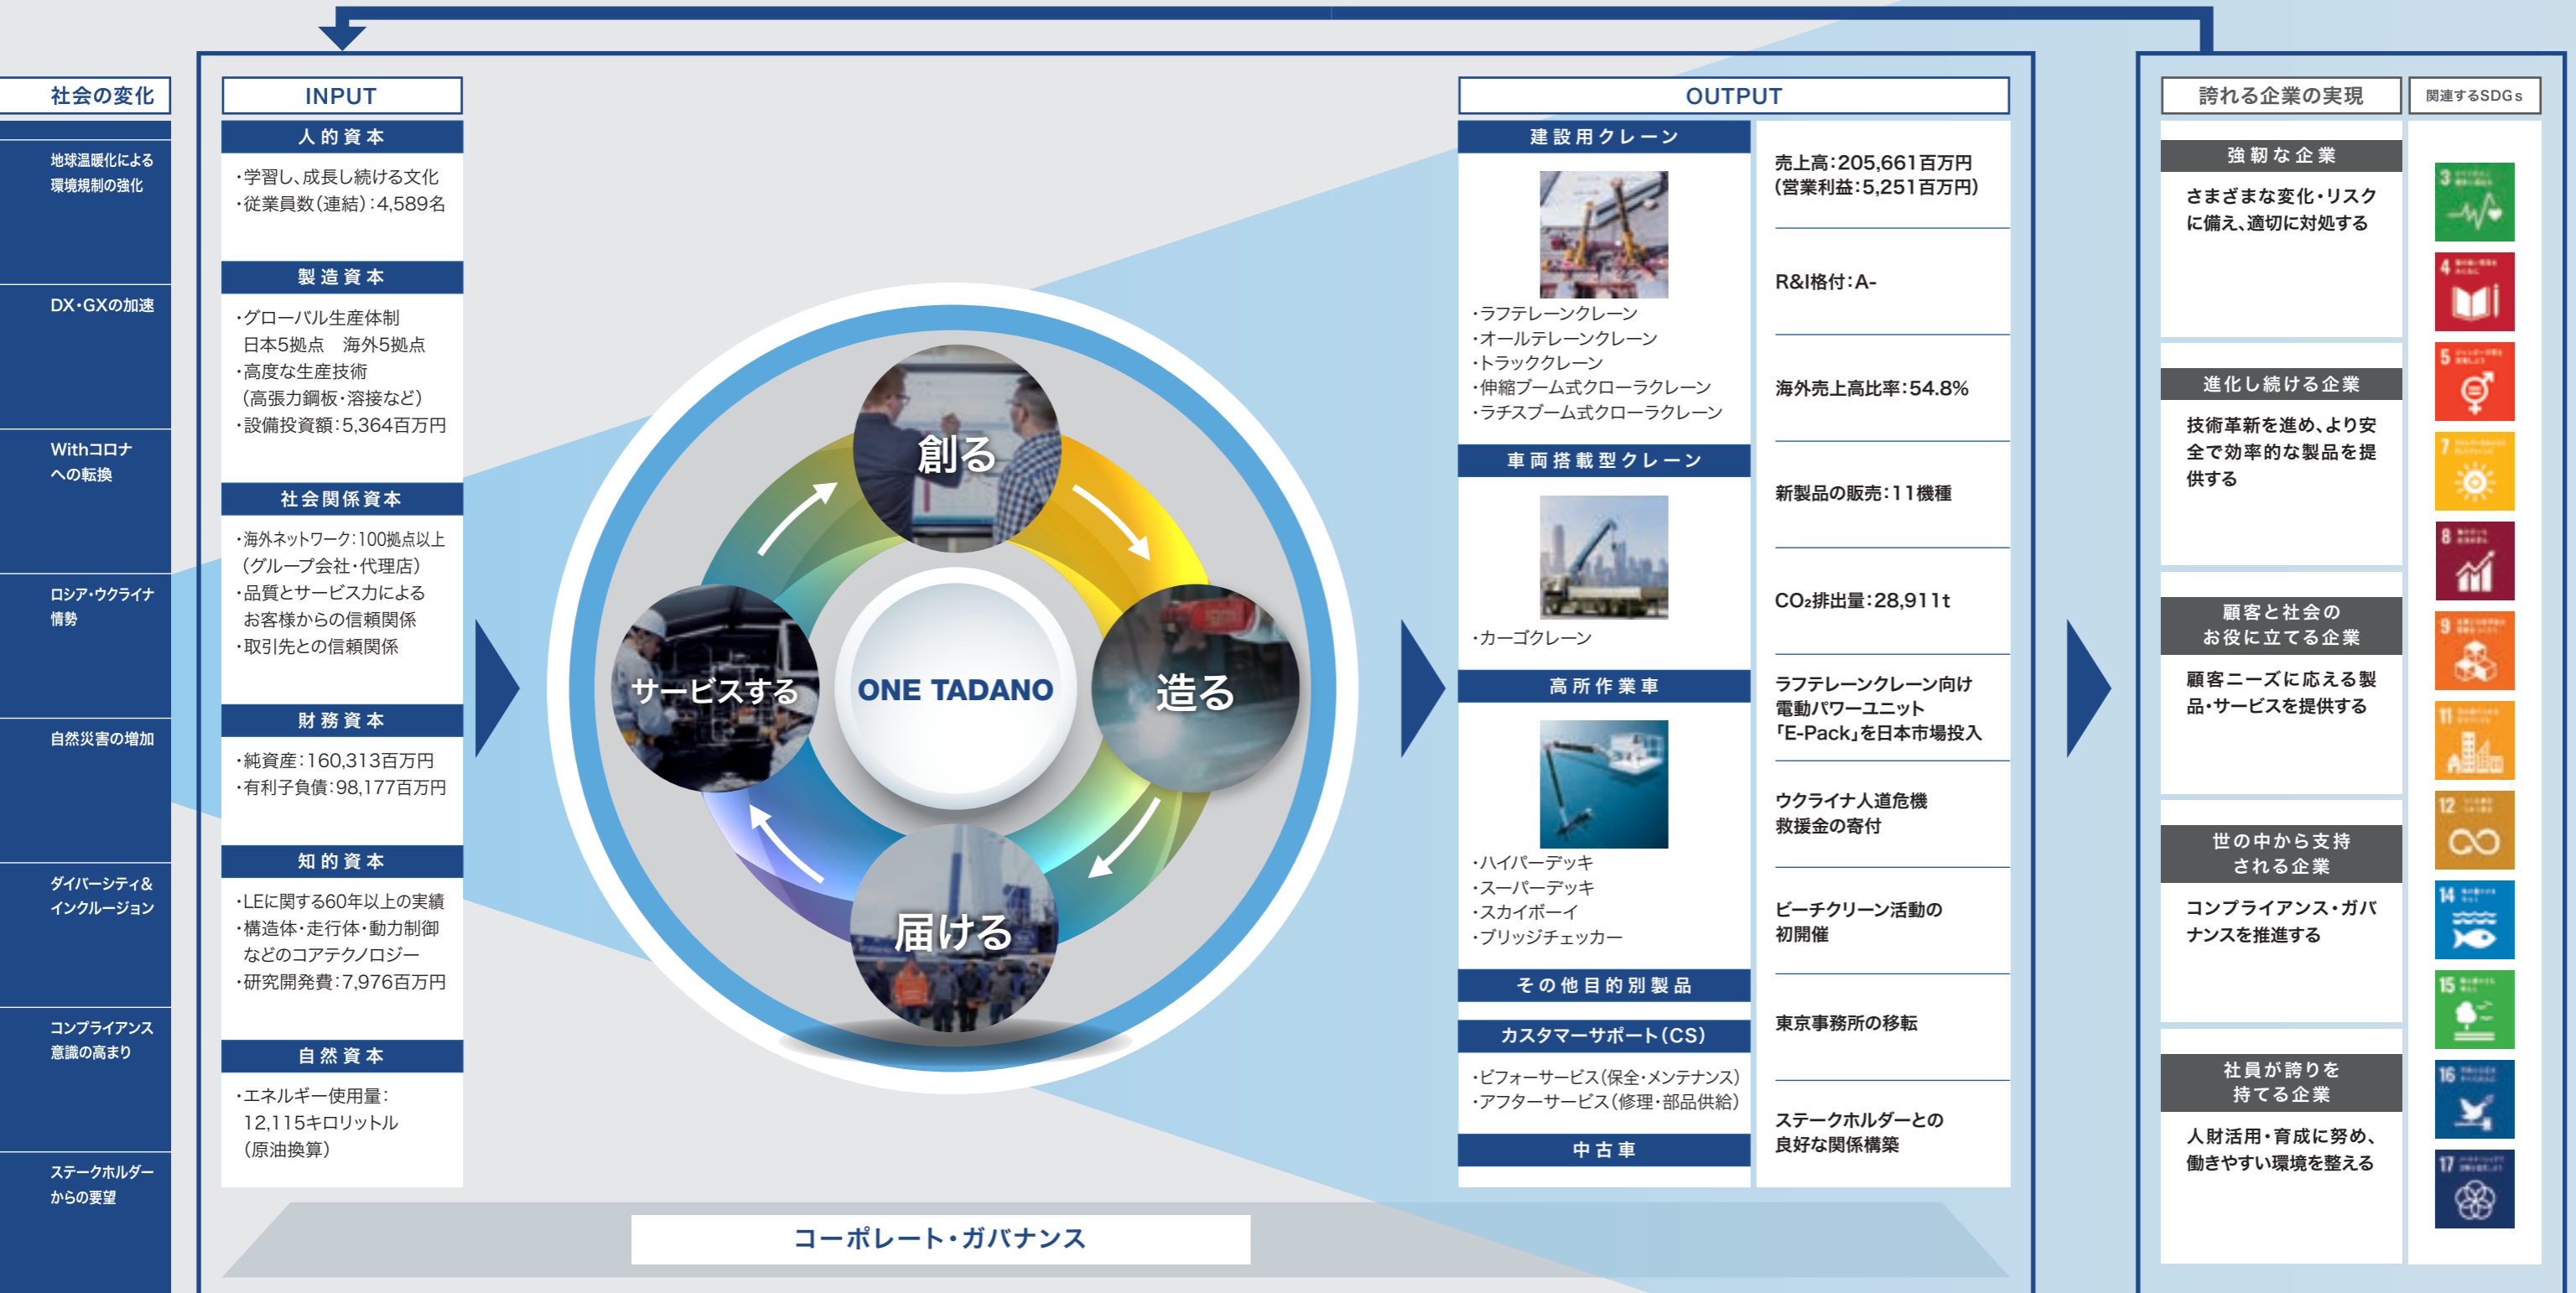 社会の変化
地球温暖化による
環境規制の強化
DX・GXの加速
Withコロナ
への転換
ロシア・ウクライナ
情勢
自然災害の増加
ダイバーシティ&
インクルージョン
コンプライアンス
意識の高まり
ステークホルダー
からの要望
INPUT
人的資本
・学習し、成長し続ける文化
・従業員数(連結):4,589名
製造資本
・グローバル生産体制
日本5拠点　海外5拠点
・高度な生産技術
(高張力鋼板・溶接など)
・設備投資額:5,364百万円
社会関係資本
・海外ネットワーク:100拠点以上
(グループ会社・代理店)
・品質とサービス力による
お客様からの信頼関係
・取引先との信頼関係
財務資本
・純資産:160,313百万円
・有利子負債:98,177百万円
知的資本
・LEに関する60年以上の実績
・構造体・走行体・動力制御
などのコアテクノロジー
・研究開発費:7,976百万円
自然資本
・エネルギー使用量:
12,115キロリットル
(原油換算)
創る
造る
届ける
サービスする
ONE TADANO
コーポレート・ガバナンス
OUTPUT
建設用クレーン
・ラフテレーンクレーン
・オールテレーンクレーン
・トラッククレーン
・伸縮ブーム式クローラクレーン
・ラチスブーム式クローラクレーン
車両搭載型クレーン
・カーゴクレーン
高所作業車
・ハイパーデッキ
・スーパーデッキ
・スカイボーイ
・ブリッジチェッカー
その他目的別製品
カスタマーサポート(CS)
・ビフォーサービス(保全・メンテナンス)
・アフターサービス(修理・部品供給)
中古車
売上高:205,661百万円
(営業利益:5,251百万円)
R&I格付:A-
海外売上高比率:54.8%
新製品の販売:11機種
CO₂排出量:28,911t
ラフテレーンクレーン向け
電動パワーユニット
「E-Pack」を日本市場投入
ウクライナ人道危機
救援金の寄付
ビーチクリーン活動の
初開催
東京事務所の移転
ステークホルダーとの
良好な関係構築
誇れる企業の実現
強靭な企業
さまざまな変化・リスク
に備え、適切に対処する
進化し続ける企業
技術革新を進め、より安
全で効率的な製品を提
供する
顧客と社会の
お役に立てる企業
顧客ニーズに応える製
品・サービスを提供する
世の中から支持
される企業
コンプライアンス・ガバ
ナンスを推進する
社員が誇りを
持てる企業
人財活用・育成に努め、
働きやすい環境を整える
関連するSDGs
3
4
5
7
8
9
11
12
14
15
16
17